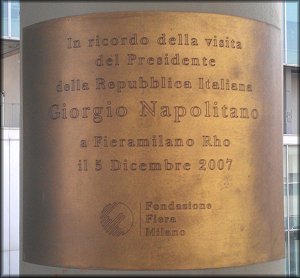 In ricordo della visita
del Presidente
della Repubblica Italiana
Giorgio Napolitano
a Fieramilano Rho
il 5 Dicembre 2007
Fondazione
Fiera
Milano